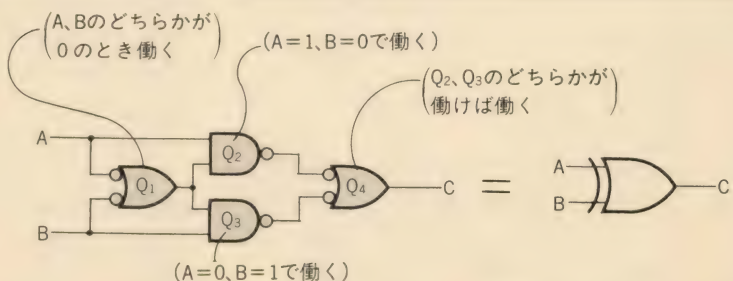 A、Bのどちらかが
0のとき働く
(A=1、B=0で働く)
Q2、Q3のどちらかが
働けば働く
A
Q2
Q1
Q4
C
=
A
B
C
B
Q3
(A=0、B=1で働く)